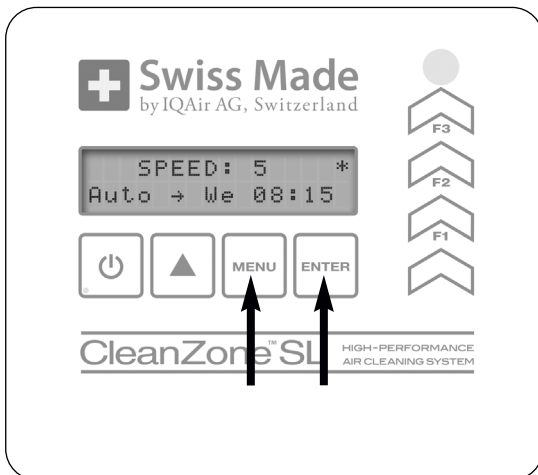 Swiss Made
by IQAir AG, Switzerland
F3
SPEED: 5 *
Auto → We 08:15
F2
F1
MENU ENTER
CleanZone™ SL HIGH-PERFORMANCE
AIR CLEANING SYSTEM